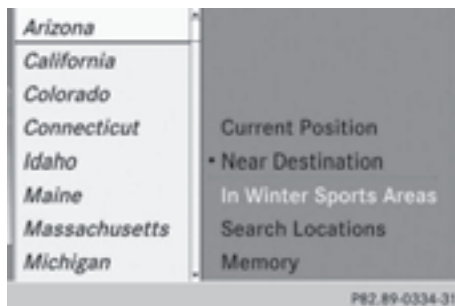 Arizona
California
Colorado
Connecticut
Idaho
Maine
Massachusetts
Michigan
Current Position
• Near Destination
In Winter Sports Areas
Search Locations
Memory
P82.89-0334-31